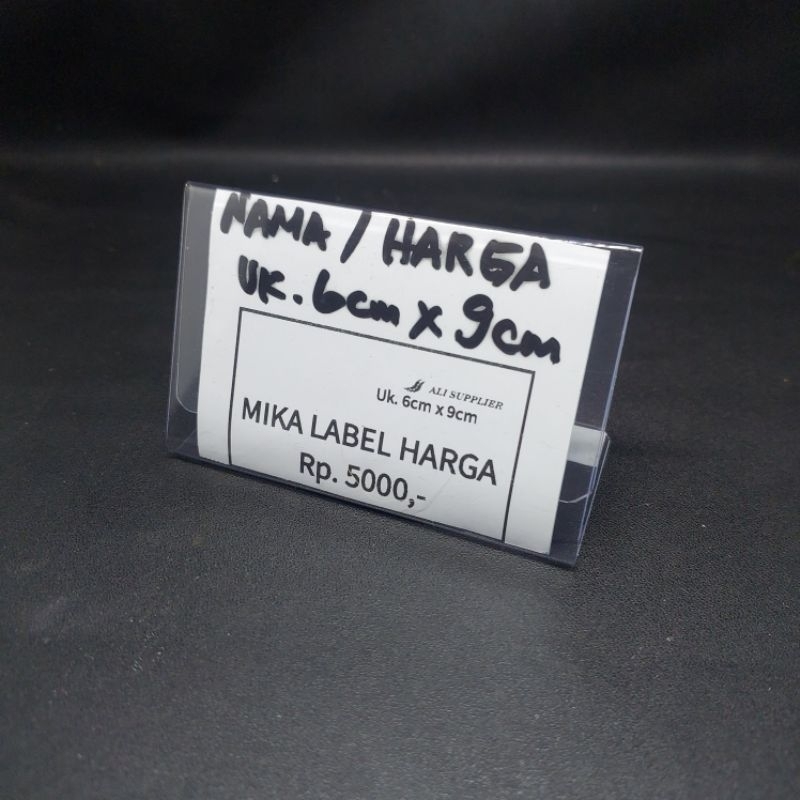 NAMA / HARGA
UK. 6cm x 9cm
ALI SUPPLIER
Uk. 6cm x 9cm
MIKA LABEL HARGA
Rp. 5000,-